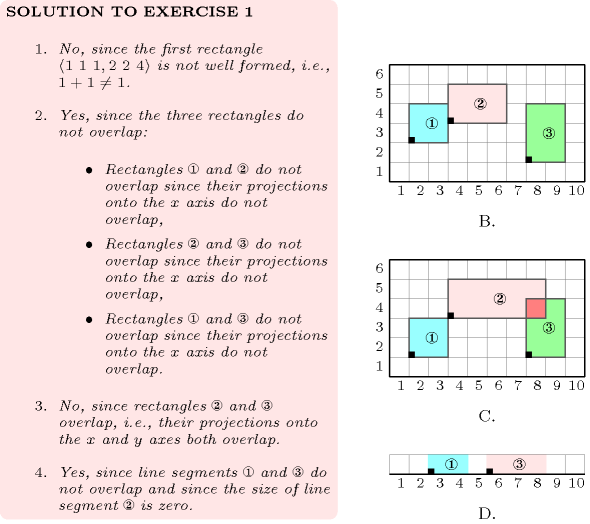 SOLUTION TO EXERCISE 1
1. No, since the first rectangle
⟨1 1 1, 2 2 4⟩ is not well formed, i.e.,
1 + 1 ≠ 1.
2. Yes, since the three rectangles do
not overlap:
• Rectangles ① and ② do not
overlap since their projections
onto the x axis do not
overlap,
• Rectangles ② and ③ do not
overlap since their projections
onto the x axis do not
overlap,
• Rectangles ① and ③ do not
overlap since their projections
onto the x axis do not
overlap.
3. No, since rectangles ② and ③
overlap, i.e., their projections onto
the x and y axes both overlap.
4. Yes, since line segments ① and ③ do
not overlap and since the size of line
segment ② is zero.
6
5
4
3
2
1
①
②
③
1 2 3 4 5 6 7 8 9 10
B.
6
5
4
3
2
1
②
①
③
1 2 3 4 5 6 7 8 9 10
C.
① ③
1 2 3 4 5 6 7 8 9 10
D.